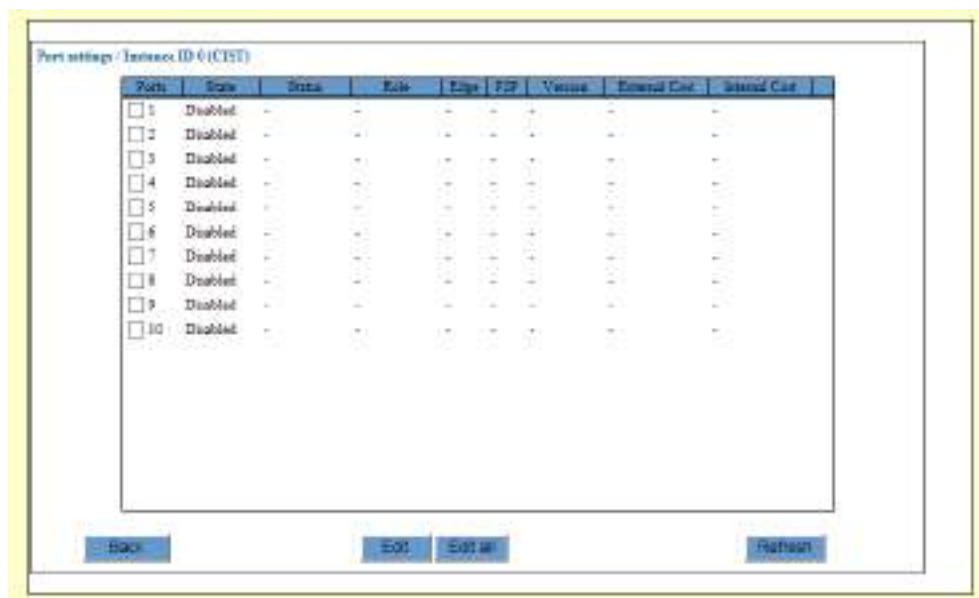 Port settings / Instance ID 0 (CIST)
Ports State Status Role Edge P2P Version External Cost Internal Cost
1 Disabled - - - - - - -
2 Disabled - - - - - - -
3 Disabled - - - - - - -
4 Disabled - - - - - - -
5 Disabled - - - - - - -
6 Disabled - - - - - - -
7 Disabled - - - - - - -
8 Disabled - - - - - - -
9 Disabled - - - - - - -
10 Disabled - - - - - - -
Back Edit Edit all Refresh